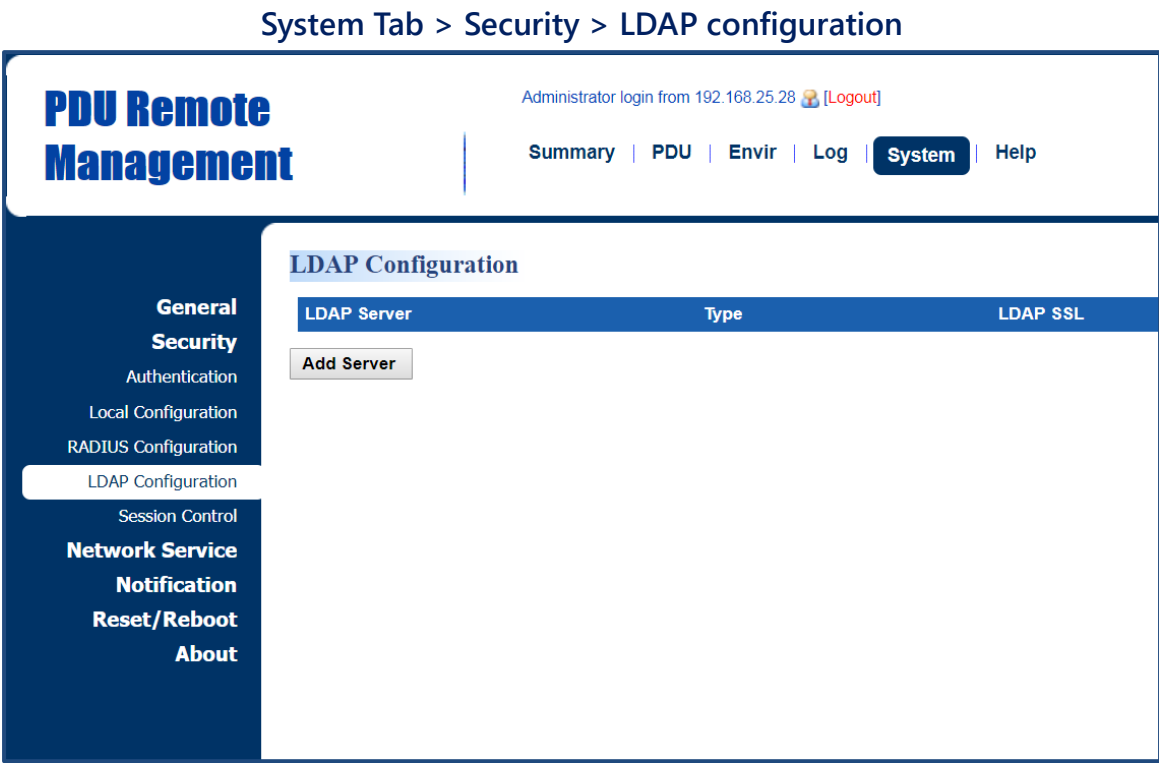 System Tab > Security > LDAP configuration
PDU Remote
Management
Administrator login from 192.168.25.28 [Logout]
Summary | PDU | Envir | Log | System | Help
LDAP Configuration
LDAP Server Type LDAP SSL
Add Server
General
Security
Authentication
Local Configuration
RADIUS Configuration
LDAP Configuration
Session Control
Network Service
Notification
Reset/Reboot
About